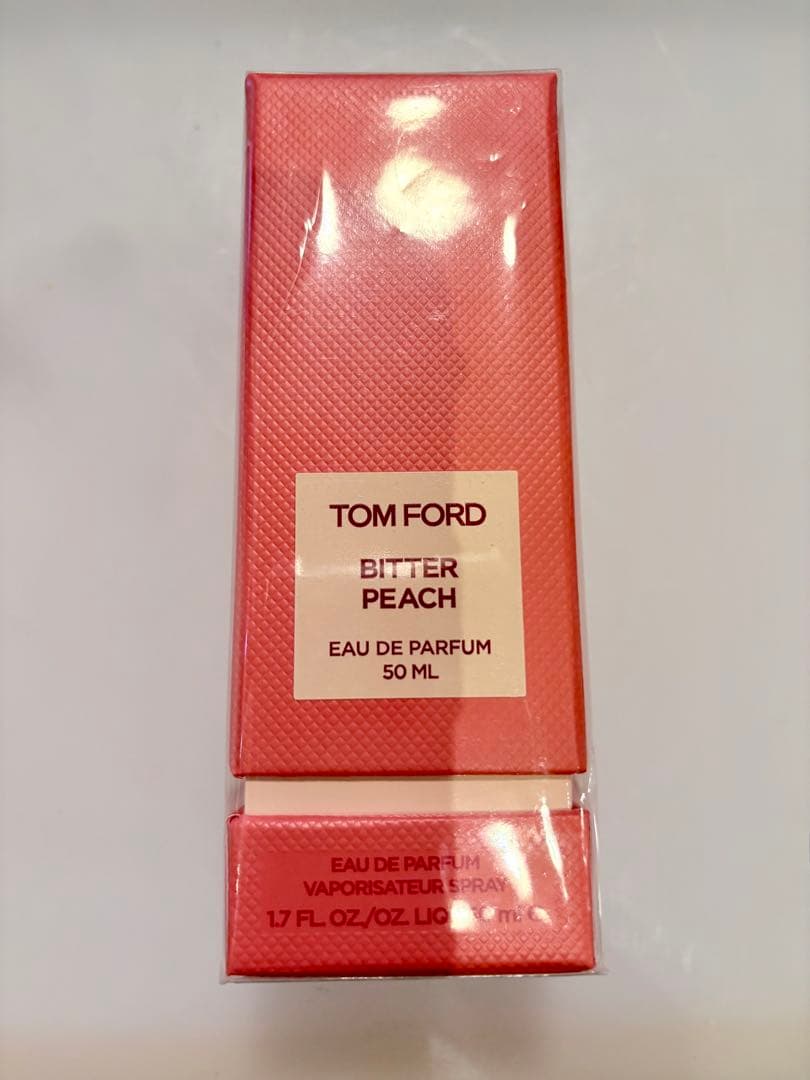 TOM FORD
BITTER
PEACH
EAU DE PARFUM
50 ML
EAU DE PARFUM
VAPORISATEUR SPRAY
1.7 FL. OZ./OZ. LIQ.